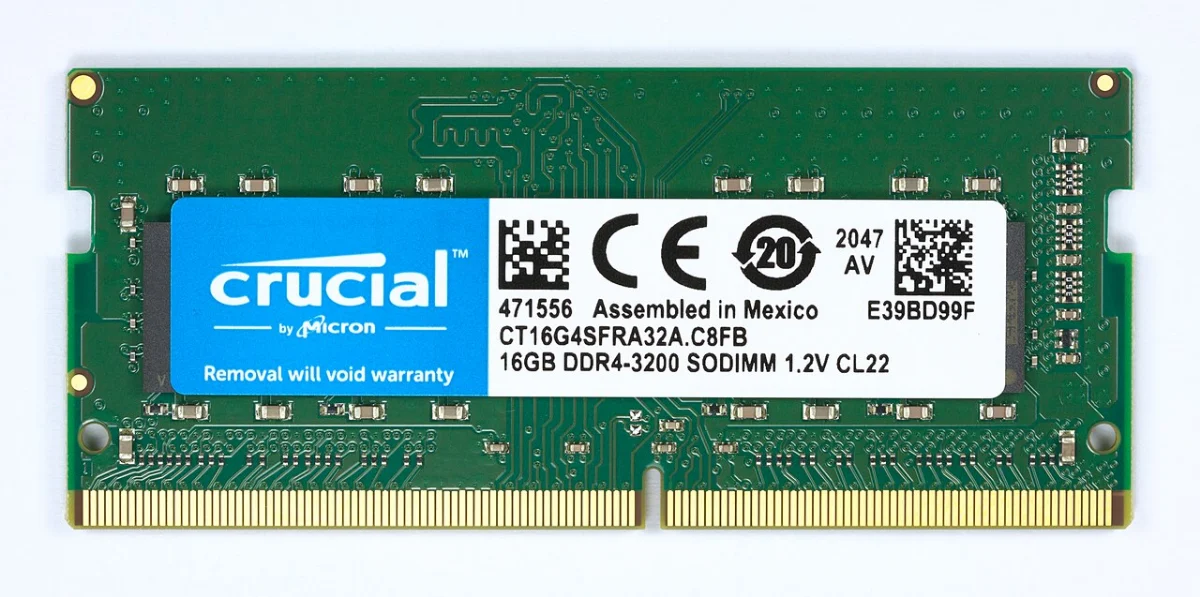 crucial™
by Micron
Removal will void warranty
CE 20 2047
AV
471556 Assembled in Mexico E39BD99F
CT16G4SFRA32A.C8FB
16GB DDR4-3200 SODIMM 1.2V CL22